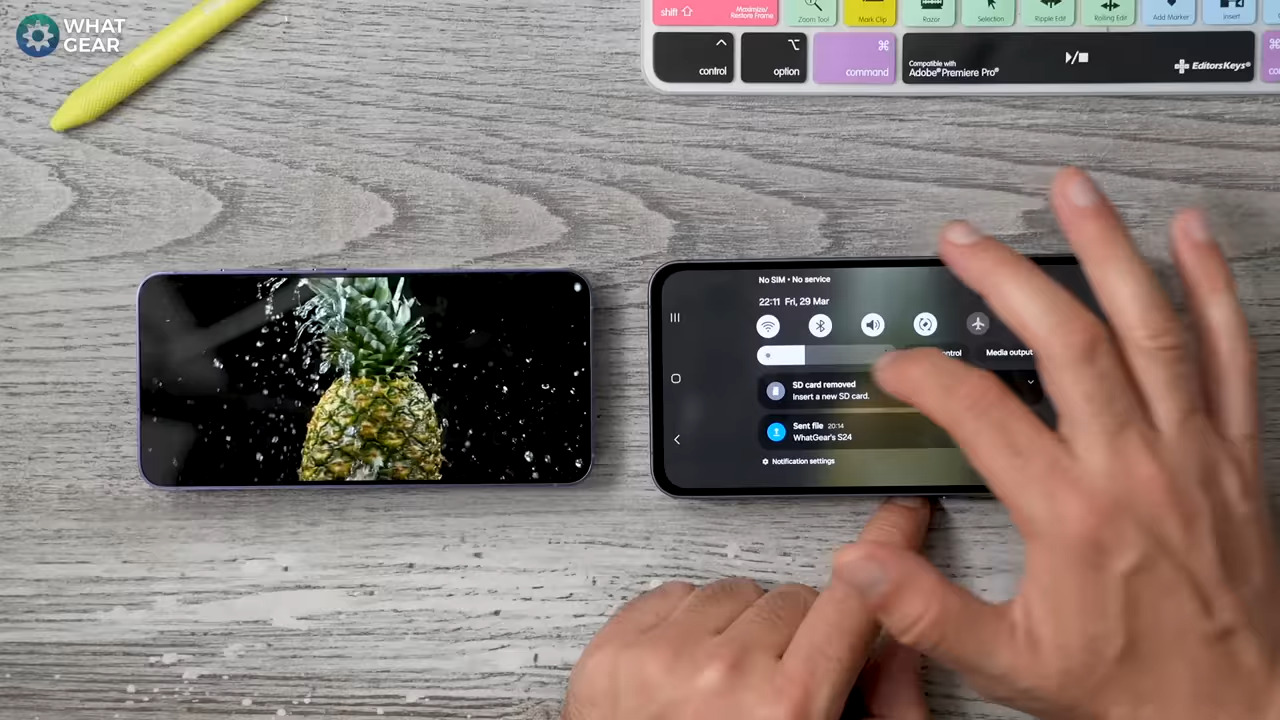 WHAT
GEAR
shift
Maximize/
Restore Frame
Zoom Tool
Mark Clip
Razor
Selection
Ripple Edit
Rolling Edit
Add Marker
Insert
control
option
command
Compatible with
Adobe® Premiere Pro®
EditorsKeys®
No SIM • No service
22:11 Fri, 29 Mar
Media output
SD card removed
Insert a new SD card.
Sent file 20:14
WhatGear's S24
Notification settings